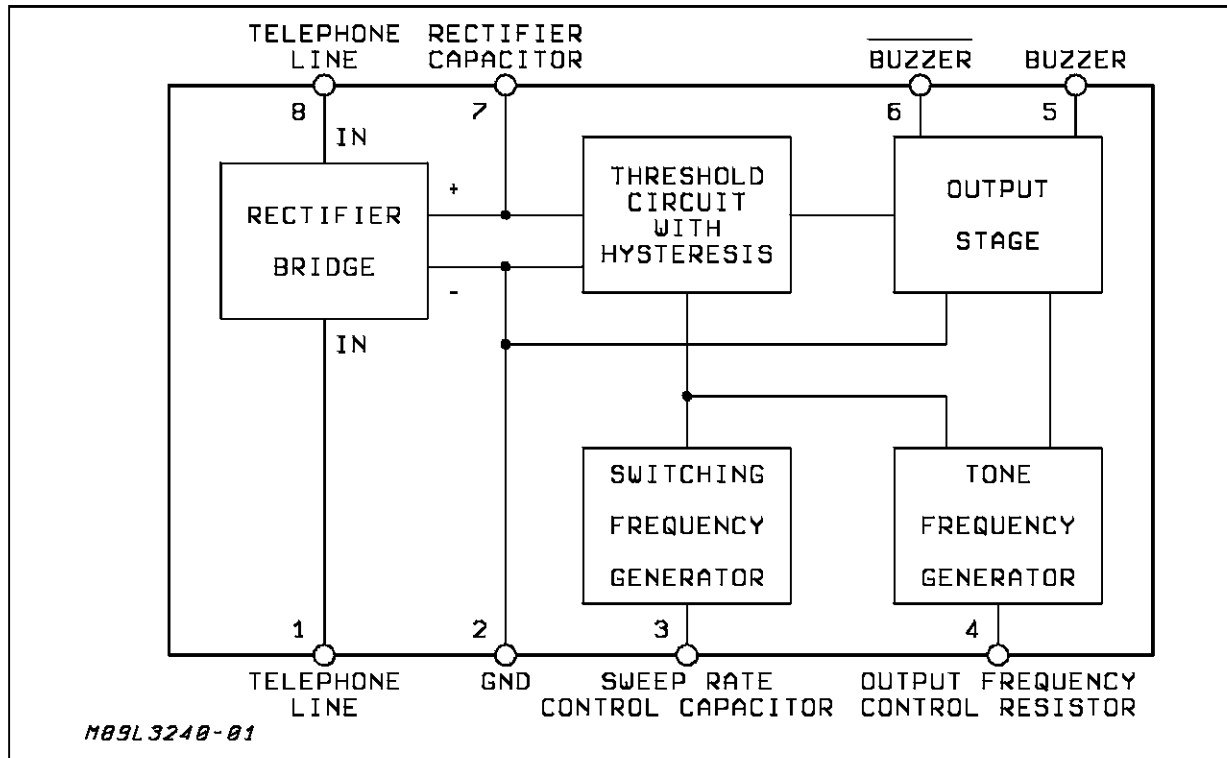 TELEPHONE
LINE
RECTIFIER
CAPACITOR
BUZZER
BUZZER
8
7
6
5
IN
RECTIFIER
BRIDGE
+
-
IN
THRESHOLD
CIRCUIT
WITH
HYSTERESIS
OUTPUT
STAGE
SWITCHING
FREQUENCY
GENERATOR
TONE
FREQUENCY
GENERATOR
1
2
3
4
TELEPHONE
LINE
GND
SWEEP RATE
CONTROL CAPACITOR
OUTPUT FREQUENCY
CONTROL RESISTOR
M89L3240-01